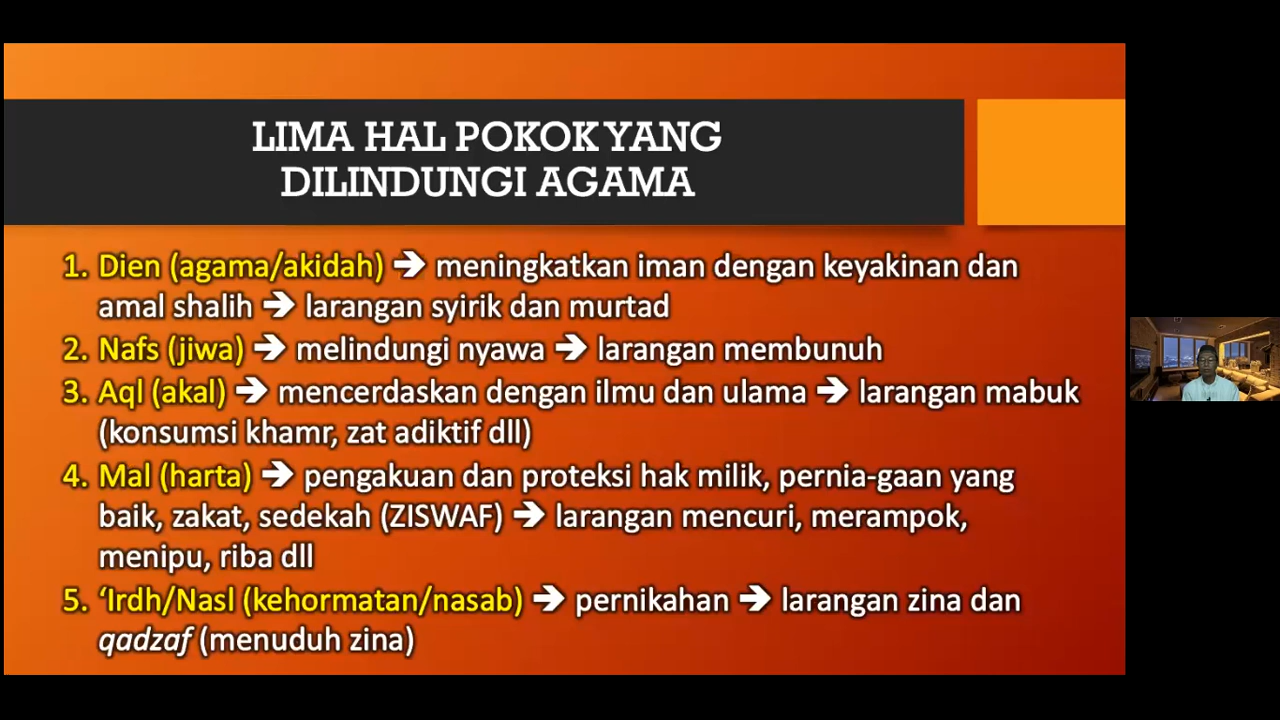 LIMA HAL POKOK YANG
DILINDUNGI AGAMA
1. Dien (agama/akidah) → meningkatkan iman dengan keyakinan dan
amal shalih → larangan syirik dan murtad
2. Nafs (jiwa) → melindungi nyawa → larangan membunuh
3. Aql (akal) → mencerdaskan dengan ilmu dan ulama → larangan mabuk
(konsumsi khamr, zat adiktif dll)
4. Mal (harta) → pengakuan dan proteksi hak milik, pernia-gaan yang
baik, zakat, sedekah (ZISWAF) → larangan mencuri, merampok,
menipu, riba dll
5. ‘Irdh/Nasl (kehormatan/nasab) → pernikahan → larangan zina dan
qadzaf (menuduh zina)